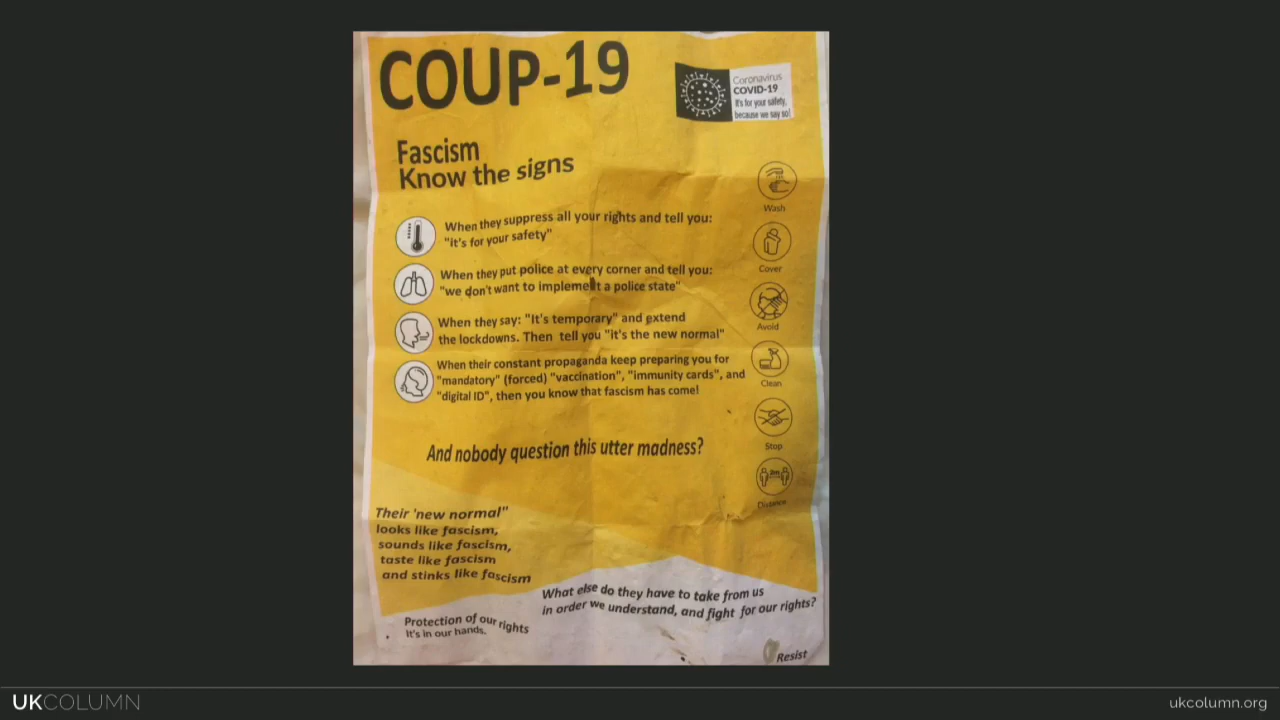 COUP-19
Coronavirus
COVID-19
It's for your safety,
because we say so!
Fascism
Know the signs
When they suppress all your rights and tell you:
"it's for your safety"
When they put police at every corner and tell you:
"we don't want to implement a police state"
When they say: "It's temporary" and extend
the lockdowns. Then tell you "it's the new normal"
When their constant propaganda keep preparing you for
"mandatory" (forced) "vaccination", "immunity cards", and
"digital ID", then you know that fascism has come!
Wash
Cover
Avoid
Clean
Stop
Distance
And nobody question this utter madness?
Their 'new normal"
looks like fascism,
sounds like fascism,
taste like fascism
and stinks like fascism
What else do they have to take from us
in order we understand, and fight for our rights?
Protection of our rights
It's in our hands.
Resist
UKCOLUMN
ukcolumn.org